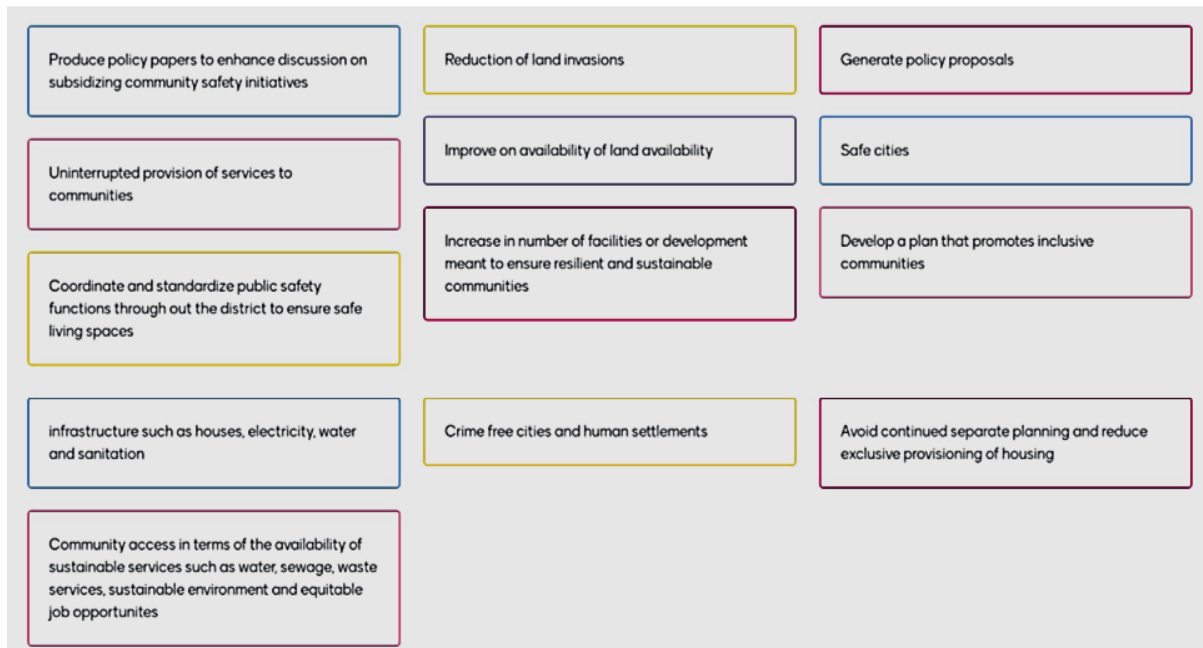 Produce policy papers to enhance discussion on
subsidizing community safety initiatives
Uninterrupted provision of services to
communities
Coordinate and standardize public safety
functions through out the district to ensure safe
living spaces
Reduction of land invasions
Improve on availability of land availability
Increase in number of facilities or development
meant to ensure resilient and sustainable
communities
Generate policy proposals
Safe cities
Develop a plan that promotes inclusive
communities
infrastructure such as houses, electricity, water
and sanitation
Community access in terms of the availability of
sustainable services such as water, sewage, waste
services, sustainable environment and equitable
job opportunites
Crime free cities and human settlements
Avoid continued separate planning and reduce
exclusive provisioning of housing